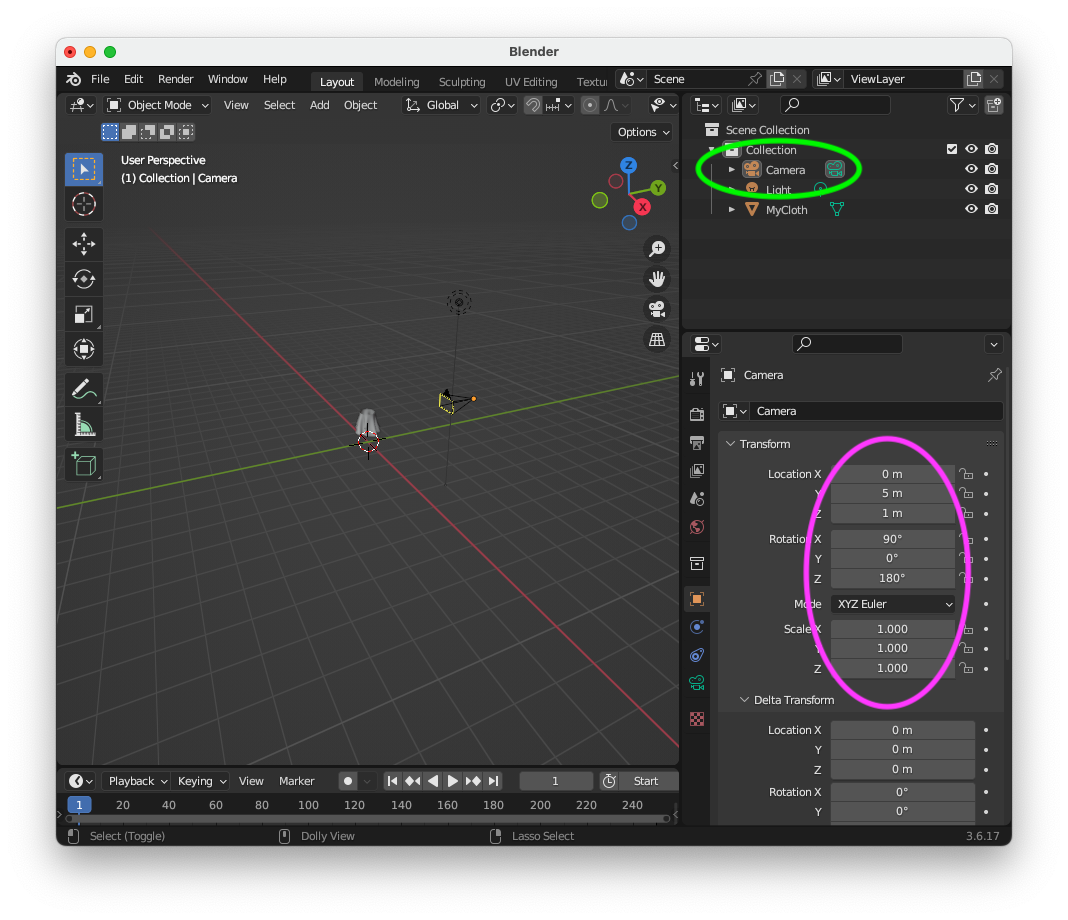 Blender
File Edit Render Window Help Layout Modeling Sculpting UV Editing Textu Scene ViewLayer
Object Mode View Select Add Object Global
Options
User Perspective
(1) Collection | Camera
Z
Y
X
Scene Collection
Collection
Camera
Light
MyCloth
Camera
Camera
Transform
Location X 0 m
Y 5 m
Z 1 m
Rotation X 90°
Y 0°
Z 180°
Mode XYZ Euler
Scale X 1.000
Y 1.000
Z 1.000
Delta Transform
Location X 0 m
Y 0 m
Z 0 m
Rotation X 0°
Y 0°
Playback Keying View Marker 1 Start
1 20 40 60 80 100 120 140 160 180 200 220 240
Select (Toggle) Dolly View Lasso Select 3.6.17